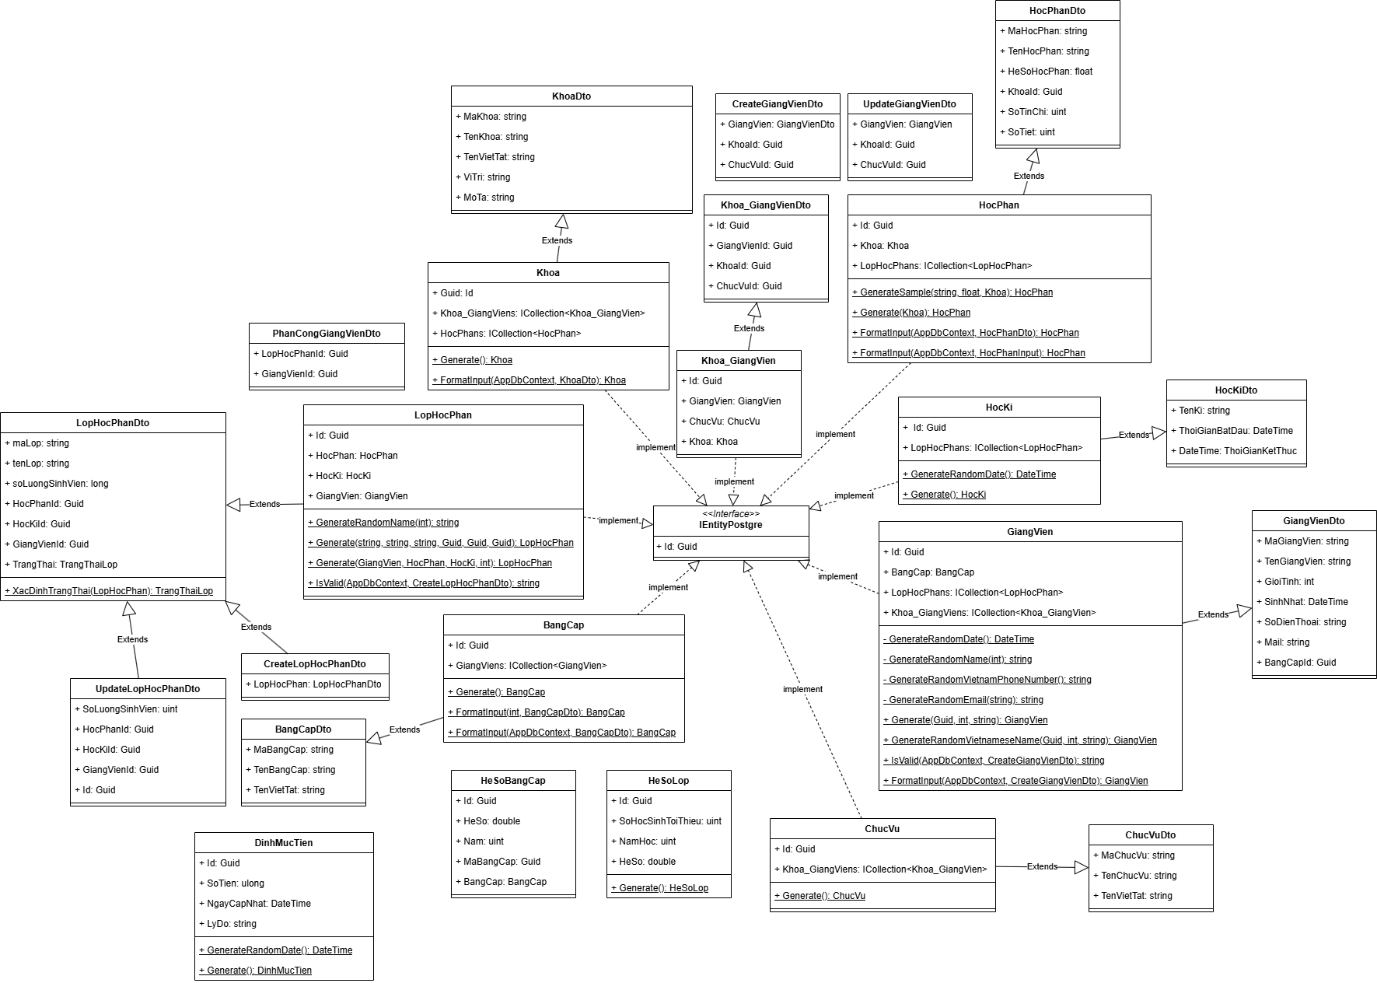 HocPhanDto
+ MaHocPhan: string
+ TenHocPhan: string
+ HeSoHocPhan: float
+ KhoaId: Guid
+ SoTinChi: uint
+ SoTiet: uint
Extends
KhoaDto
+ MaKhoa: string
+ TenKhoa: string
+ TenVietTat: string
+ ViTri: string
+ MoTa: string
Extends
CreateGiangVienDto
+ GiangVien: GiangVienDto
+ KhoaId: Guid
+ ChucVuId: Guid
UpdateGiangVienDto
+ GiangVien: GiangVien
+ KhoaId: Guid
+ ChucVuId: Guid
Khoa_GiangVienDto
+ Id: Guid
+ GiangVienId: Guid
+ KhoaId: Guid
+ ChucVuId: Guid
Extends
HocPhan
+ Id: Guid
+ Khoa: Khoa
+ LopHocPhans: ICollection<LopHocPhan>
+ GenerateSample(string, float, Khoa): HocPhan
+ Generate(Khoa): HocPhan
+ FormatInput(AppDbContext, HocPhanDto): HocPhan
+ FormatInput(AppDbContext, HocPhanInput): HocPhan
Khoa
+ Guid: Id
+ Khoa_GiangViens: ICollection<Khoa_GiangVien>
+ HocPhans: ICollection<HocPhan>
+ Generate(): Khoa
+ FormatInput(AppDbContext, KhoaDto): Khoa
PhanCongGiangVienDto
+ LopHocPhanId: Guid
+ GiangVienId: Guid
Khoa_GiangVien
+ Id: Guid
+ GiangVien: GiangVien
+ ChucVu: ChucVu
+ Khoa: Khoa
HocKiDto
+ TenKi: string
+ ThoiGianBatDau: DateTime
+ DateTime: ThoiGianKetThuc
Extends
HocKi
+ Id: Guid
+ LopHocPhans: ICollection<LopHocPhan>
+ GenerateRandomDate(): DateTime
+ Generate(): HocKi
LopHocPhanDto
+ maLop: string
+ tenLop: string
+ soLuongSinhVien: long
+ HocPhanId: Guid
+ HocKiId: Guid
+ GiangVienId: Guid
+ TrangThai: TrangThaiLop
+ XacDinhTrangThai(LopHocPhan): TrangThaiLop
Extends
LopHocPhan
+ Id: Guid
+ HocPhan: HocPhan
+ HocKi: HocKi
+ GiangVien: GiangVien
+ GenerateRandomName(int): string
+ Generate(string, string, string, Guid, Guid, Guid): LopHocPhan
+ Generate(GiangVien, HocPhan, HocKi, int): LopHocPhan
+ IsValid(AppDbContext, CreateLopHocPhanDto): string
implement
implement
implement
implement
implement
<<Interface>>
IEntityPostgre
+ Id: Guid
implement
implement
implement
GiangVien
+ Id: Guid
+ BangCap: BangCap
+ LopHocPhans: ICollection<LopHocPhan>
+ Khoa_GiangViens: ICollection<Khoa_GiangVien>
- GenerateRandomDate(): DateTime
- GenerateRandomName(int): string
- GenerateRandomVietnamPhoneNumber(): string
- GenerateRandomEmail(string): string
+ Generate(Guid, int, string): GiangVien
+ GenerateRandomVietnameseName(Guid, int, string): GiangVien
+ IsValid(AppDbContext, CreateGiangVienDto): string
+ FormatInput(AppDbContext, CreateGiangVienDto): GiangVien
Extends
GiangVienDto
+ MaGiangVien: string
+ TenGiangVien: string
+ GioiTinh: int
+ SinhNhat: DateTime
+ SoDienThoai: string
+ Mail: string
+ BangCapId: Guid
Extends
Extends
CreateLopHocPhanDto
+ LopHocPhan: LopHocPhanDto
UpdateLopHocPhanDto
+ SoLuongSinhVien: uint
+ HocPhanId: Guid
+ HocKiId: Guid
+ GiangVienId: Guid
+ Id: Guid
BangCap
+ Id: Guid
+ GiangViens: ICollection<GiangVien>
+ Generate(): BangCap
+ FormatInput(int, BangCapDto): BangCap
+ FormatInput(AppDbContext, BangCapDto): BangCap
Extends
BangCapDto
+ MaBangCap: string
+ TenBangCap: string
+ TenVietTat: string
HeSoBangCap
+ Id: Guid
+ HeSo: double
+ Nam: uint
+ MaBangCap: Guid
+ BangCap: BangCap
HeSoLop
+ Id: Guid
+ SoHocSinhToiThieu: uint
+ NamHoc: uint
+ HeSo: double
+ Generate(): HeSoLop
ChucVu
+ Id: Guid
+ Khoa_GiangViens: ICollection<Khoa_GiangVien>
+ Generate(): ChucVu
Extends
ChucVuDto
+ MaChucVu: string
+ TenChucVu: string
+ TenVietTat: string
DinhMucTien
+ Id: Guid
+ SoTien: ulong
+ NgayCapNhat: DateTime
+ LyDo: string
+ GenerateRandomDate(): DateTime
+ Generate(): DinhMucTien